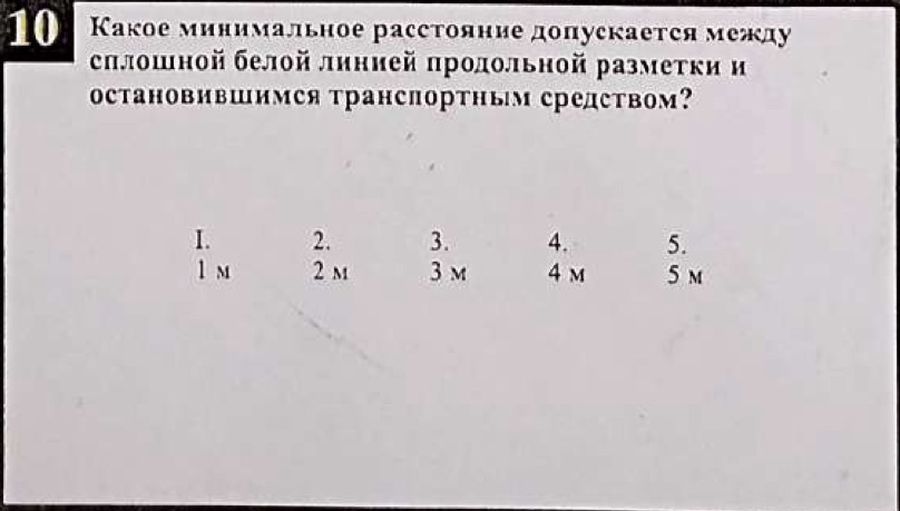 10
Какое минимальное расстояние допускается между
сплошной белой линией продольной разметки и
остановившимся транспортным средством?
1. 2. 3. 4. 5.
1 м 2 м 3 м 4 м 5 м